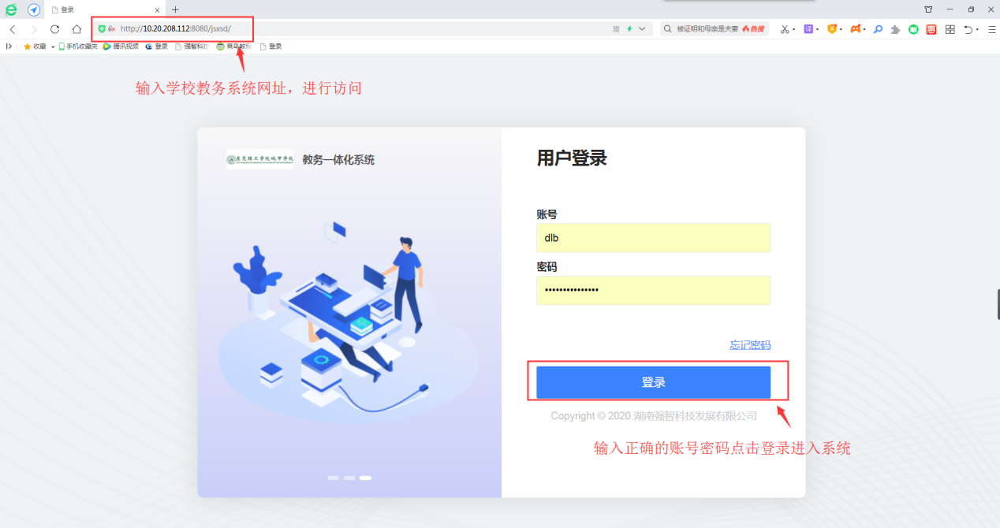 登录
http://10.20.208.112:8080/jsxsd/
被证明和母亲是夫妻 热搜
译
惠
收藏 手机收藏夹 腾讯视频 登录 强智科技 菜鸟教程 登录
输入学校教务系统网址，进行访问
东莞理工学院城市学院 教务一体化系统
用户登录
账号
dlb
密码
•••••••••••••••
忘记密码
登录
Copyright © 2020.湖南强智科技发展有限公司
输入正确的账号密码点击登录进入系统